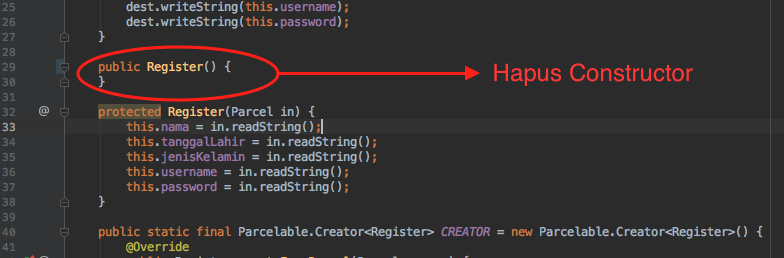 25 dest.writeString(this.username);
26 dest.writeString(this.password);
27 }
28
29 public Register() {
30 }
31
32 @ protected Register(Parcel in) {
33 this.nama = in.readString();
34 this.tanggalLahir = in.readString();
35 this.jenisKelamin = in.readString();
36 this.username = in.readString();
37 this.password = in.readString();
38 }
39
40 public static final Parcelable.Creator<Register> CREATOR = new Parcelable.Creator<Register>() {
41 @Override
Hapus Constructor